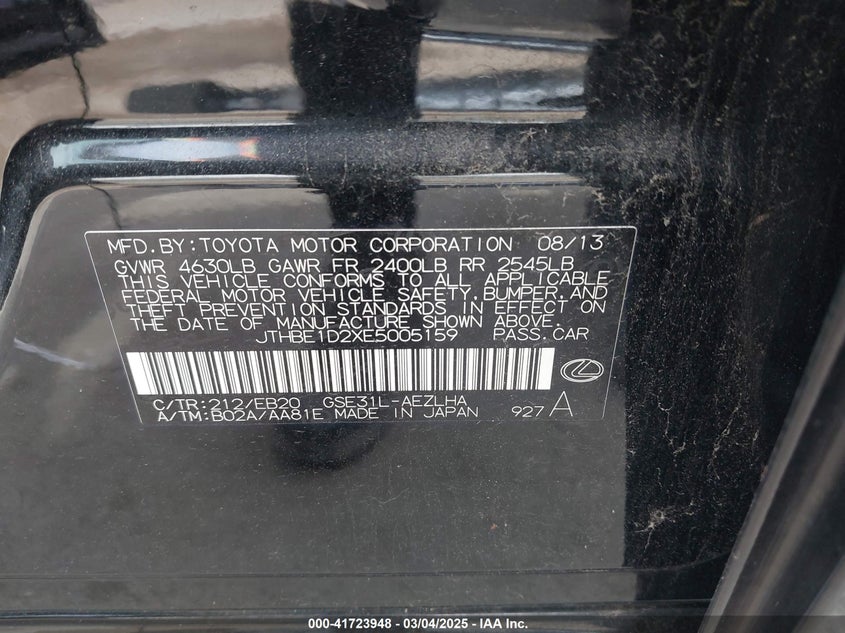 MFD.BY:TOYOTA MOTOR CORPORATION 08/13
GVWR 4630LB GAWR FR 2400LB RR 2545LB
THIS VEHICLE CONFORMS TO ALL APPLICABLE
FEDERAL MOTOR VEHICLE SAFETY,BUMPER,AND
THEFT PREVENTION STANDARDS IN EFFECT ON
THE DATE OF MANUFACTURE SHOWN ABOVE.
JTHBE1D2XE5005159 PASS.CAR
C/TR:212/EB20 GSE31L-AEZLHA
A/TM:B02A/AA81E MADE IN JAPAN 927 A
000-41723948 - 03/04/2025 - IAA Inc.